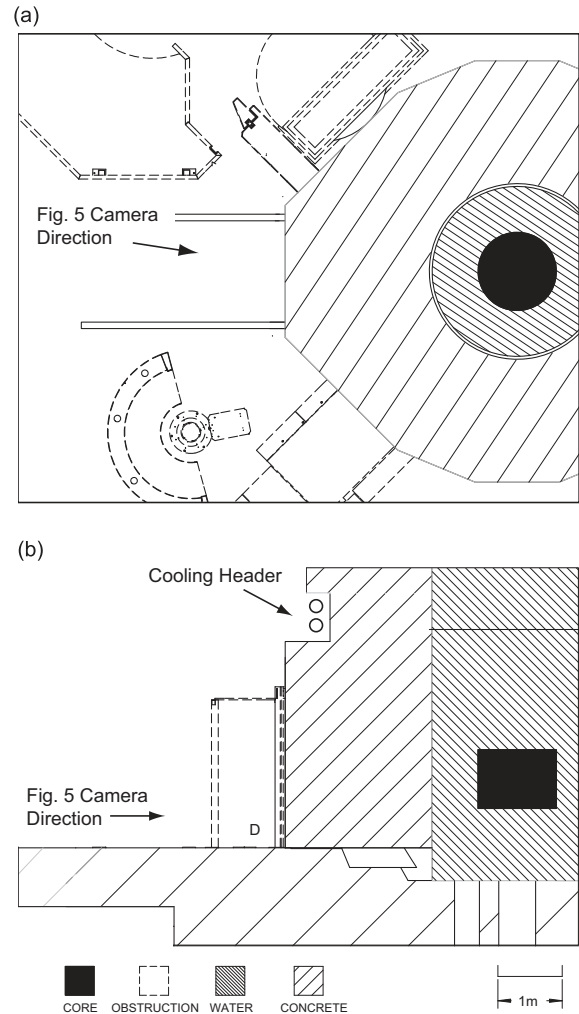 (a)
Fig. 5 Camera
Direction
(b)
Cooling Header
Fig. 5 Camera
Direction
D
CORE
OBSTRUCTION
WATER
CONCRETE
1m